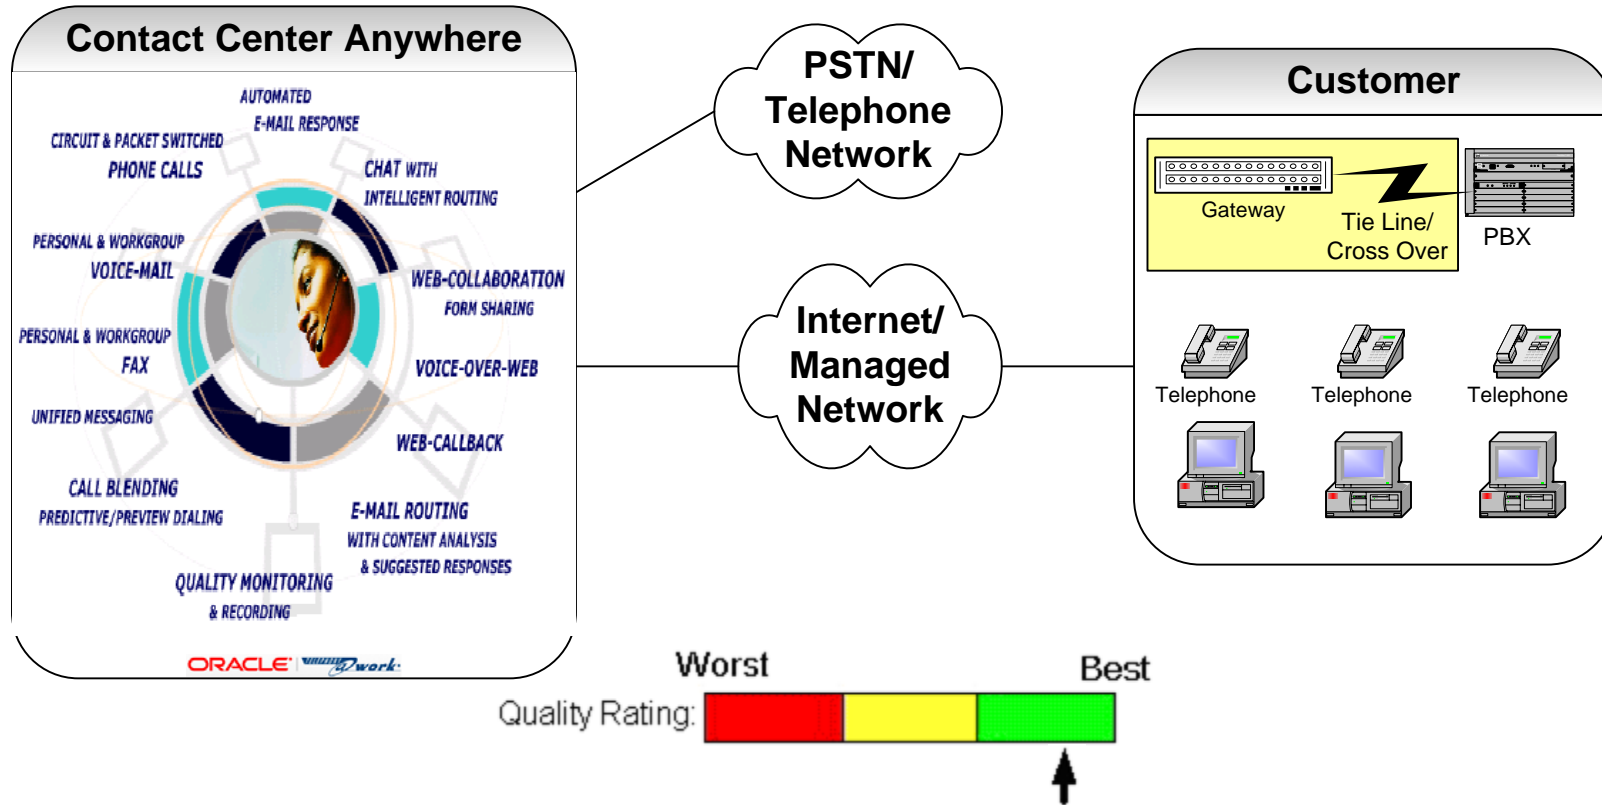 Contact Center Anywhere
AUTOMATED
E-MAIL RESPONSE
CIRCUIT & PACKET SWITCHED
PHONE CALLS
CHAT WITH
INTELLIGENT ROUTING
PERSONAL & WORKGROUP
VOICE-MAIL
WEB-COLLABORATION
FORM SHARING
PERSONAL & WORKGROUP
FAX
VOICE-OVER-WEB
UNIFIED MESSAGING
WEB-CALLBACK
CALL BLENDING
PREDICTIVE/PREVIEW DIALING
E-MAIL ROUTING
WITH CONTENT ANALYSIS
& SUGGESTED RESPONSES
QUALITY MONITORING
& RECORDING
ORACLE
work
PSTN/
Telephone
Network
Internet/
Managed
Network
Customer
Gateway
Tie Line/
Cross Over
PBX
Telephone
Telephone
Telephone
Worst
Best
Quality Rating: